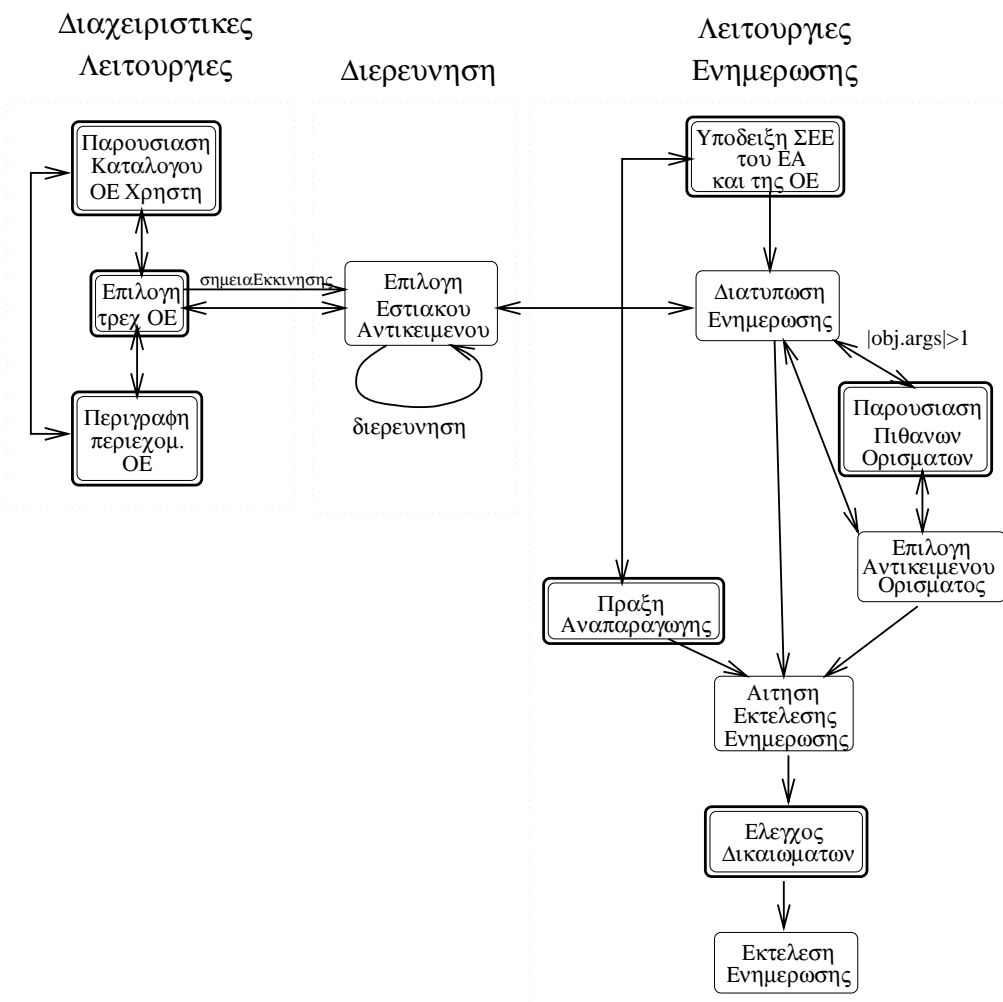 Διαχειριστικες
Λειτουργιες
Διερευνηση
Λειτουργιες
Ενημερωσης
Παρουσιαση
Καταλογου
ΟΕ Χρηστη
Επιλογη
τρεχ ΟΕ
Περιγραφη
περιεχομ.
ΟΕ
σημειαΕκκινησης
Επιλογη
Εστιακου
Αντικειμενου
διερευνηση
Υποδειξη ΣΕΕ
του ΕΑ
και της ΟΕ
Διατυπωση
Ενημερωσης
|obj.args|>1
Παρουσιαση
Πιθανων
Ορισματων
Επιλογη
Αντικειμενου
Ορισματος
Πραξη
Αναπαραγωγης
Αιτηση
Εκτελεσης
Ενημερωσης
Ελεγχος
Δικαιωματων
Εκτελεση
Ενημερωσης